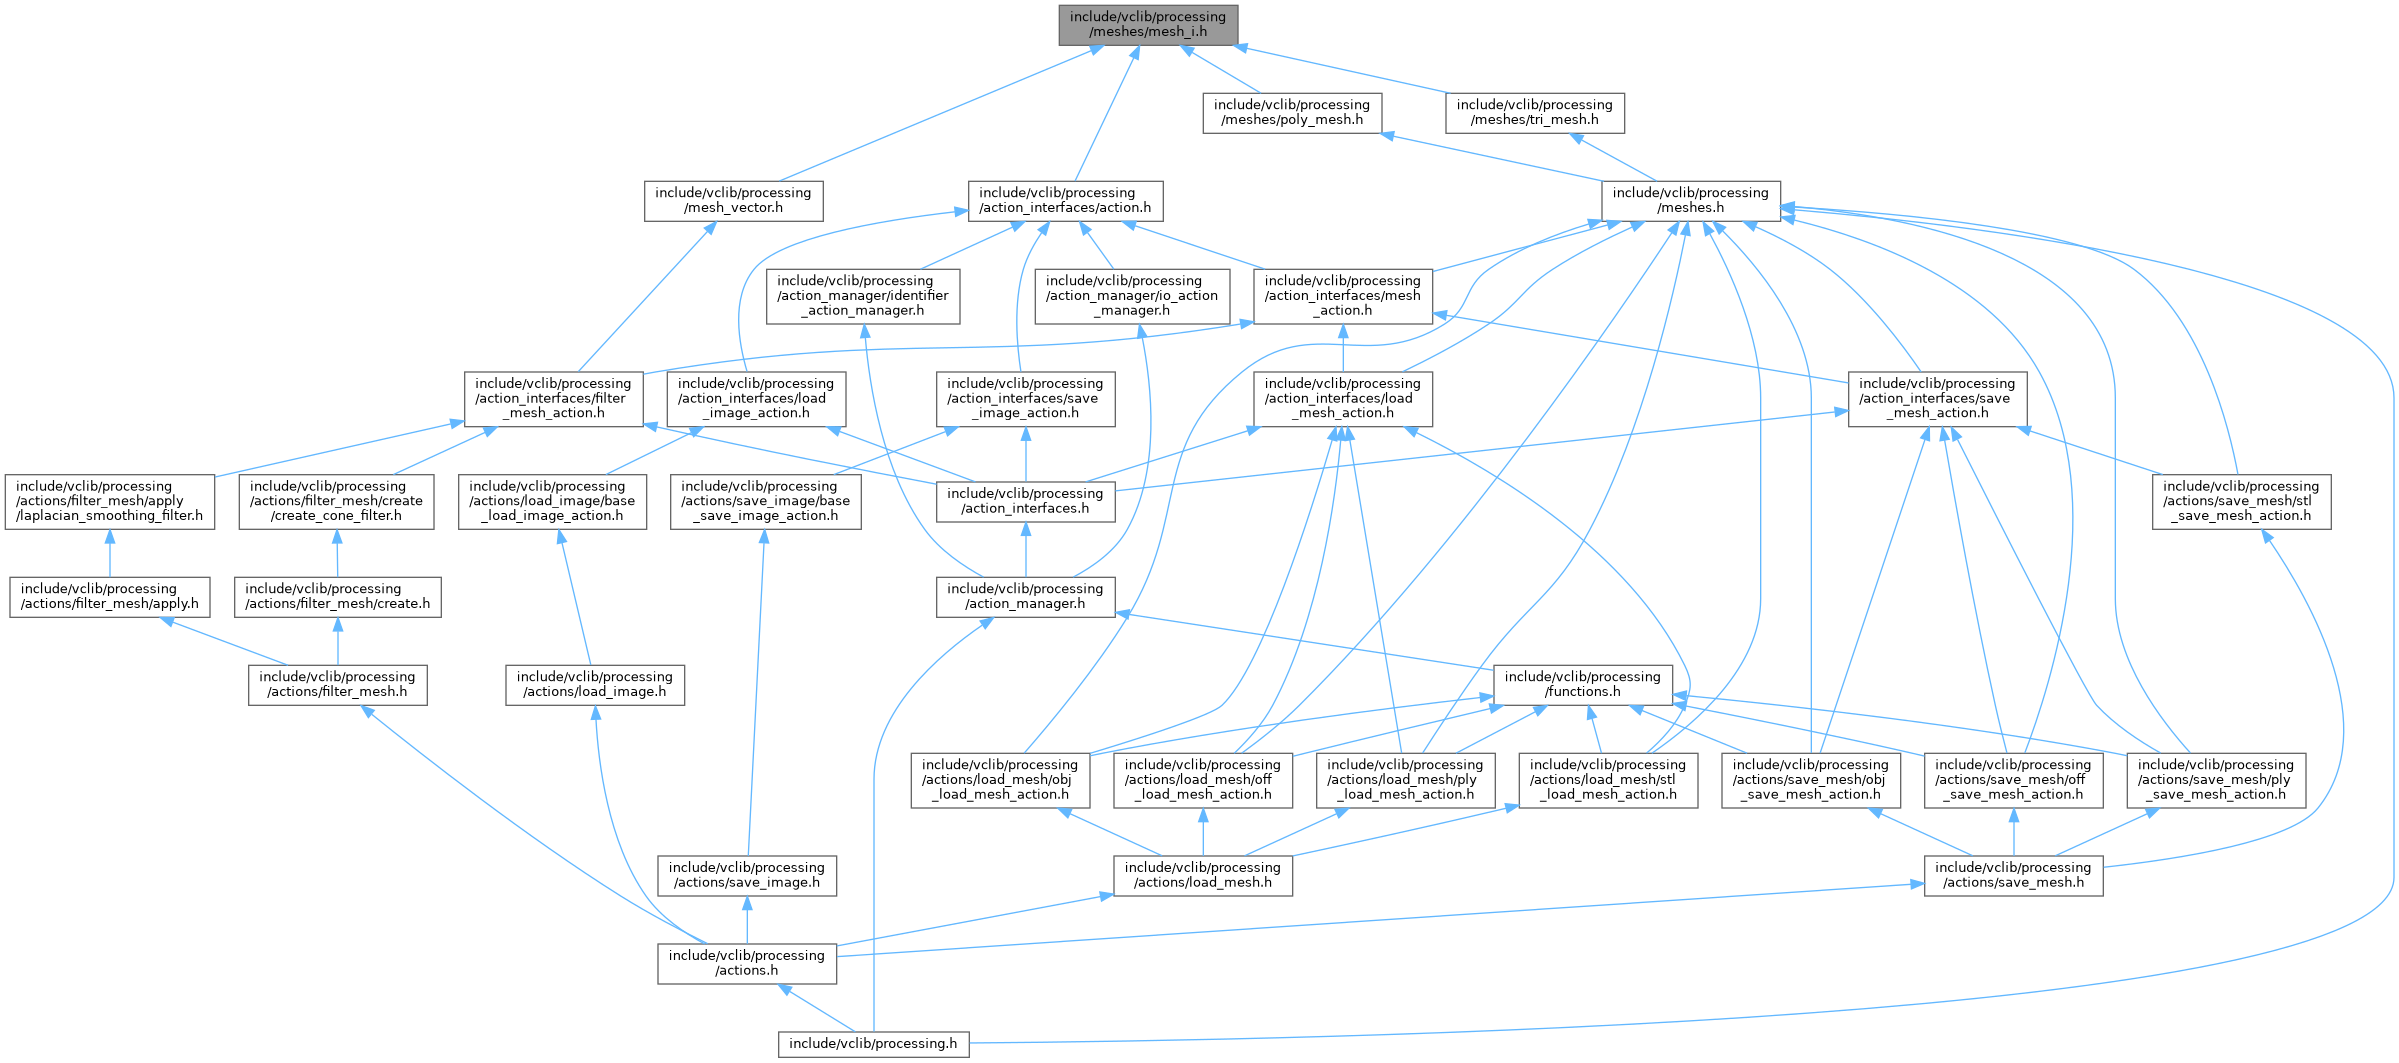 include/vclib/processing
/meshes/mesh_i.h
include/vclib/processing
/meshes/poly_mesh.h
include/vclib/processing
/meshes/tri_mesh.h
include/vclib/processing
/mesh_vector.h
include/vclib/processing
/action_interfaces/action.h
include/vclib/processing
/meshes.h
include/vclib/processing
/action_manager/identifier
_action_manager.h
include/vclib/processing
/action_manager/io_action
_manager.h
include/vclib/processing
/action_interfaces/mesh
_action.h
include/vclib/processing
/action_interfaces/filter
_mesh_action.h
include/vclib/processing
/action_interfaces/load
_image_action.h
include/vclib/processing
/action_interfaces/save
_image_action.h
include/vclib/processing
/action_interfaces/load
_mesh_action.h
include/vclib/processing
/action_interfaces/save
_mesh_action.h
include/vclib/processing
/actions/filter_mesh/apply
/laplacian_smoothing_filter.h
include/vclib/processing
/actions/filter_mesh/create
/create_cone_filter.h
include/vclib/processing
/actions/load_image/base
_load_image_action.h
include/vclib/processing
/actions/save_image/base
_save_image_action.h
include/vclib/processing
/action_interfaces.h
include/vclib/processing
/actions/save_mesh/stl
_save_mesh_action.h
include/vclib/processing
/actions/filter_mesh/apply.h
include/vclib/processing
/actions/filter_mesh/create.h
include/vclib/processing
/action_manager.h
include/vclib/processing
/actions/filter_mesh.h
include/vclib/processing
/actions/load_image.h
include/vclib/processing
/functions.h
include/vclib/processing
/actions/load_mesh/obj
_load_mesh_action.h
include/vclib/processing
/actions/load_mesh/off
_load_mesh_action.h
include/vclib/processing
/actions/load_mesh/ply
_load_mesh_action.h
include/vclib/processing
/actions/load_mesh/stl
_load_mesh_action.h
include/vclib/processing
/actions/save_mesh/obj
_save_mesh_action.h
include/vclib/processing
/actions/save_mesh/off
_save_mesh_action.h
include/vclib/processing
/actions/save_mesh/ply
_save_mesh_action.h
include/vclib/processing
/actions/save_image.h
include/vclib/processing
/actions/load_mesh.h
include/vclib/processing
/actions/save_mesh.h
include/vclib/processing
/actions.h
include/vclib/processing.h